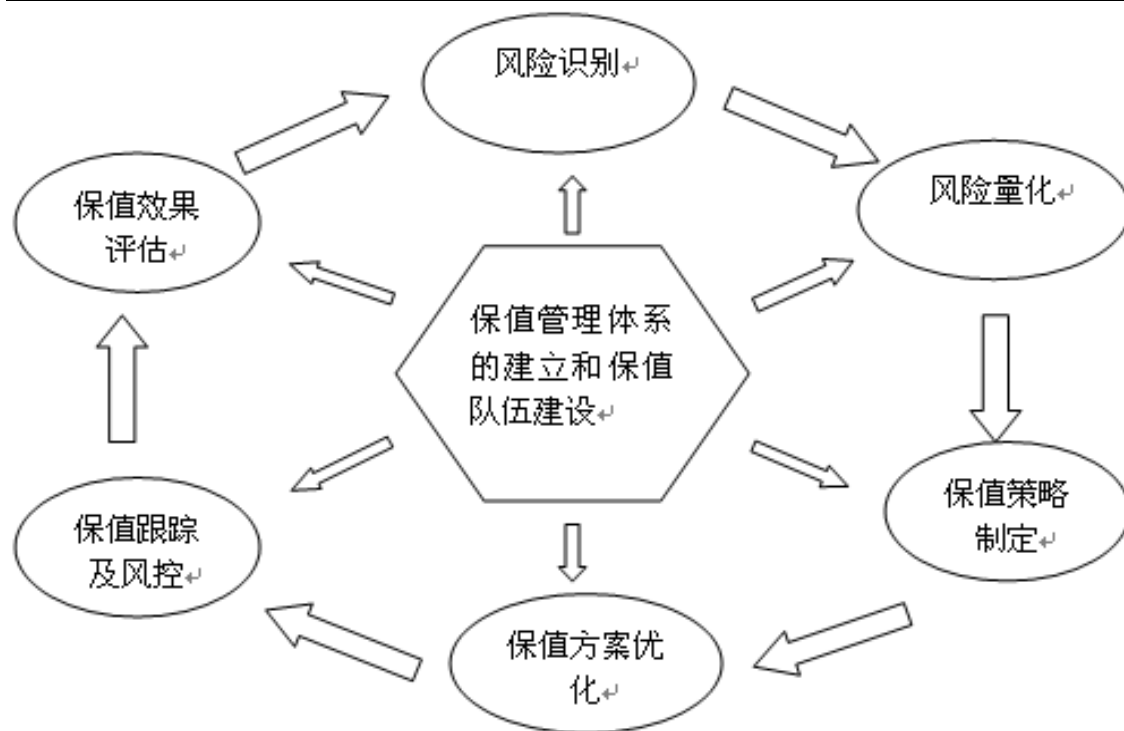 风险识别
风险量化
保值策略
制定
保值方案优
化
保值跟踪
及风控
保值效果
评估
保值管理体系
的建立和保值
队伍建设